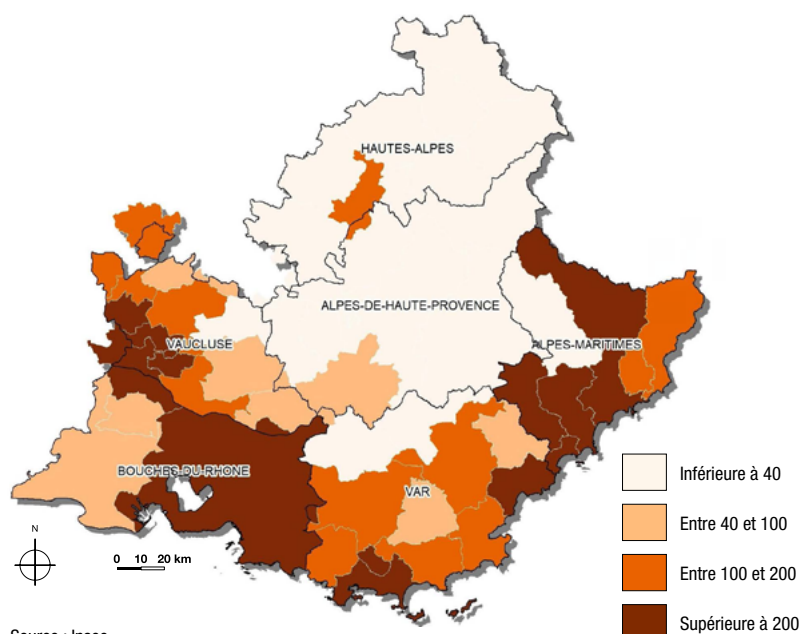 HAUTES-ALPES
ALPES-DE-HAUTE-PROVENCE
VAUCLUSE
ALPES-MARITIMES
BOUCHES-DU-RHONE
VAR
Inférieure à 40
Entre 40 et 100
Entre 100 et 200
Supérieure à 200
N
0 10 20 km